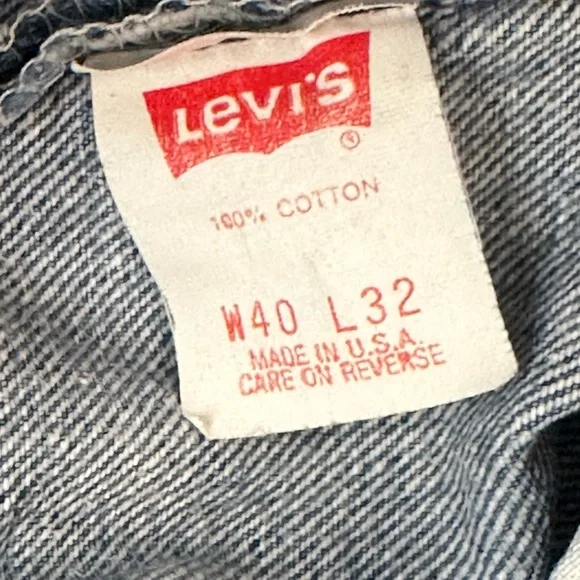 Levi's
®
100% COTTON
W40 L32
MADE IN U.S.A.
CARE ON REVERSE